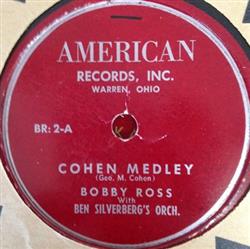 AMERICAN
RECORDS, INC.
WARREN, OHIO
BR: 2-A
COHEN MEDLEY
(Geo. M. Cohen)
BOBBY ROSS
With
BEN SILVERBERG'S ORCH.